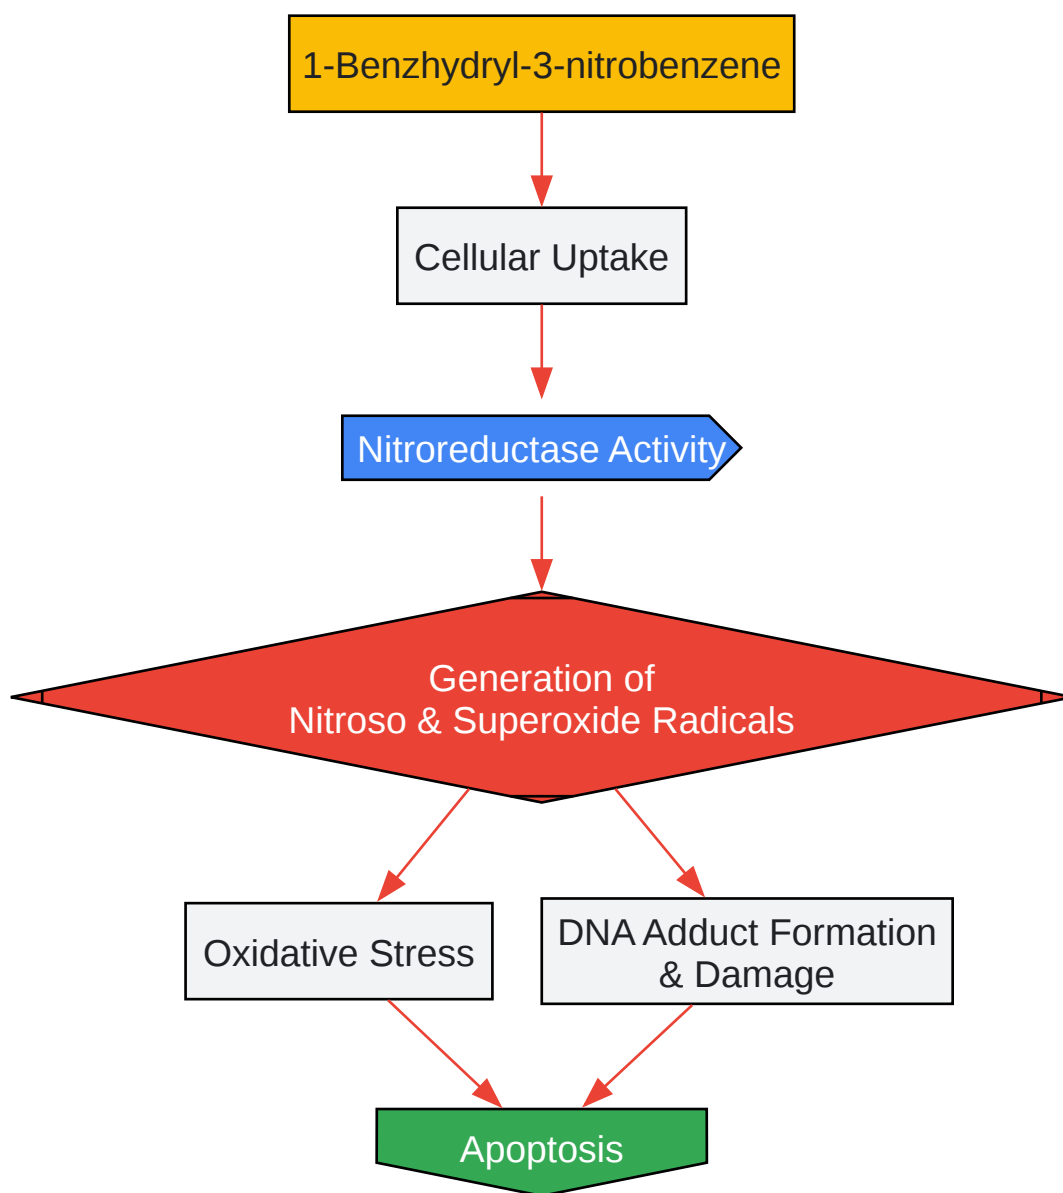 1-Benzhydryl-3-nitrobenzene
Cellular Uptake
Nitroreductase Activity
Generation of
Nitroso & Superoxide Radicals
Oxidative Stress
DNA Adduct Formation
& Damage
Apoptosis